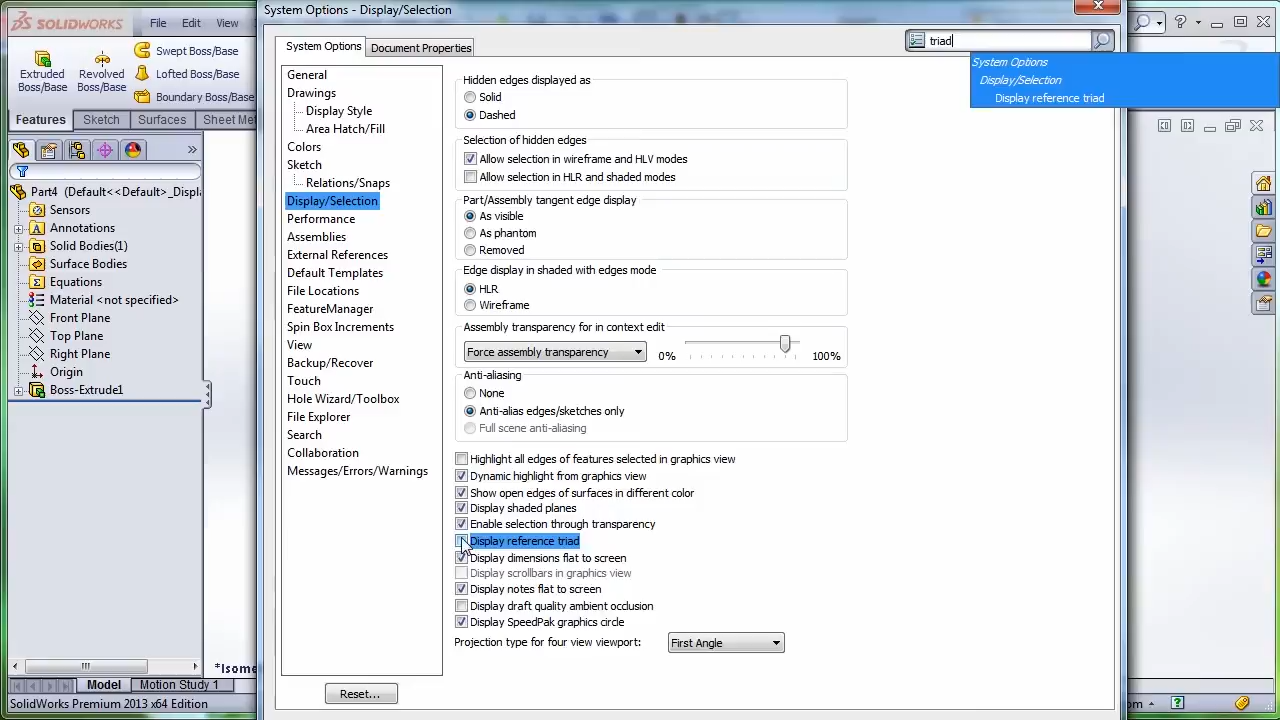 SOLIDWORKS
File Edit View
System Options - Display/Selection
Swept Boss/Base
Lofted Boss/Base
Boundary Boss/Base
Extruded
Boss/Base
Revolved
Boss/Base
Features Sketch Surfaces Sheet Met
Part4 (Default<<Default>_Displa
Sensors
Annotations
Solid Bodies(1)
Surface Bodies
Equations
Material <not specified>
Front Plane
Top Plane
Right Plane
Origin
Boss-Extrude1
System Options
Document Properties
triad
System Options
Display/Selection
Display reference triad
General
Drawings
Display Style
Area Hatch/Fill
Colors
Sketch
Relations/Snaps
Display/Selection
Performance
Assemblies
External References
Default Templates
File Locations
FeatureManager
Spin Box Increments
View
Backup/Recover
Touch
Hole Wizard/Toolbox
File Explorer
Search
Collaboration
Messages/Errors/Warnings
Reset...
Hidden edges displayed as
Solid
Dashed
Selection of hidden edges
Allow selection in wireframe and HLV modes
Allow selection in HLR and shaded modes
Part/Assembly tangent edge display
As visible
As phantom
Removed
Edge display in shaded with edges mode
HLR
Wireframe
Assembly transparency for in context edit
Force assembly transparency 0% 100%
Anti-aliasing
None
Anti-alias edges/sketches only
Full scene anti-aliasing
Highlight all edges of features selected in graphics view
Dynamic highlight from graphics view
Show open edges of surfaces in different color
Display shaded planes
Enable selection through transparency
Display reference triad
Display dimensions flat to screen
Display scrollbars in graphics view
Display notes flat to screen
Display draft quality ambient occlusion
Display SpeedPak graphics circle
Projection type for four view viewport: First Angle
*Isome
Model Motion Study 1
SolidWorks Premium 2013 x64 Edition
om